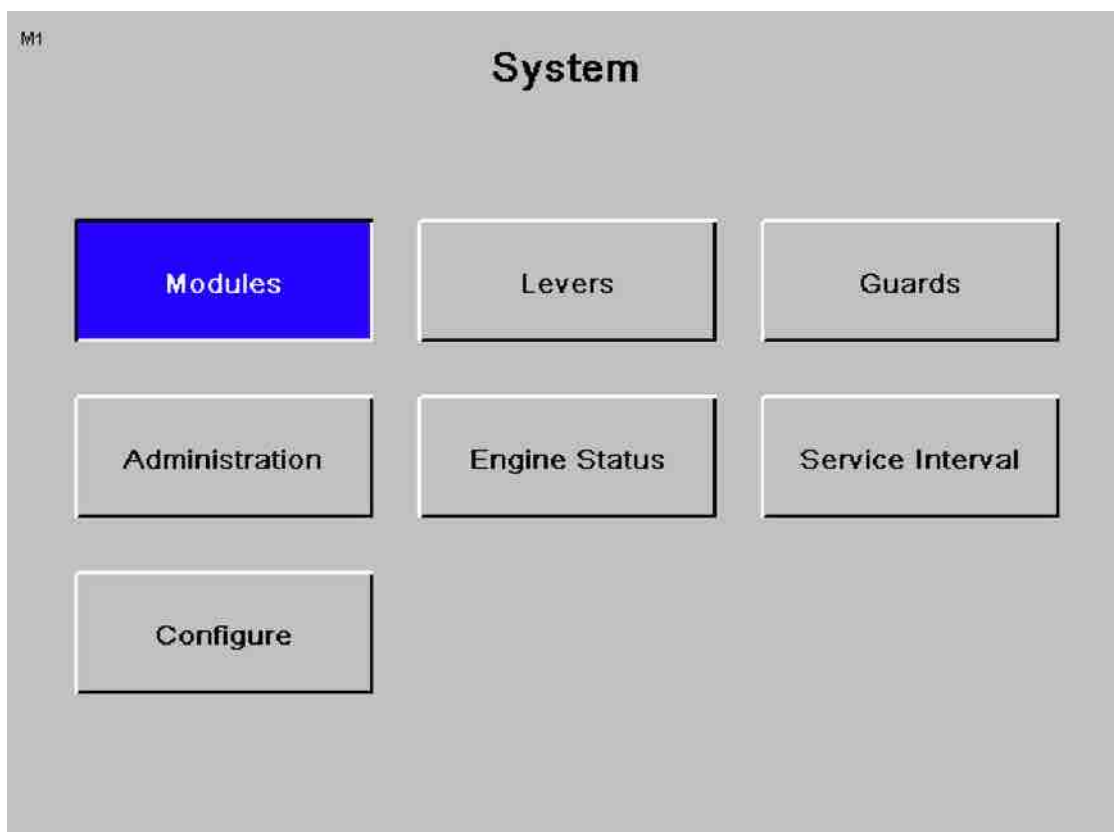 M1
System
Modules
Levers
Guards
Administration
Engine Status
Service Interval
Configure